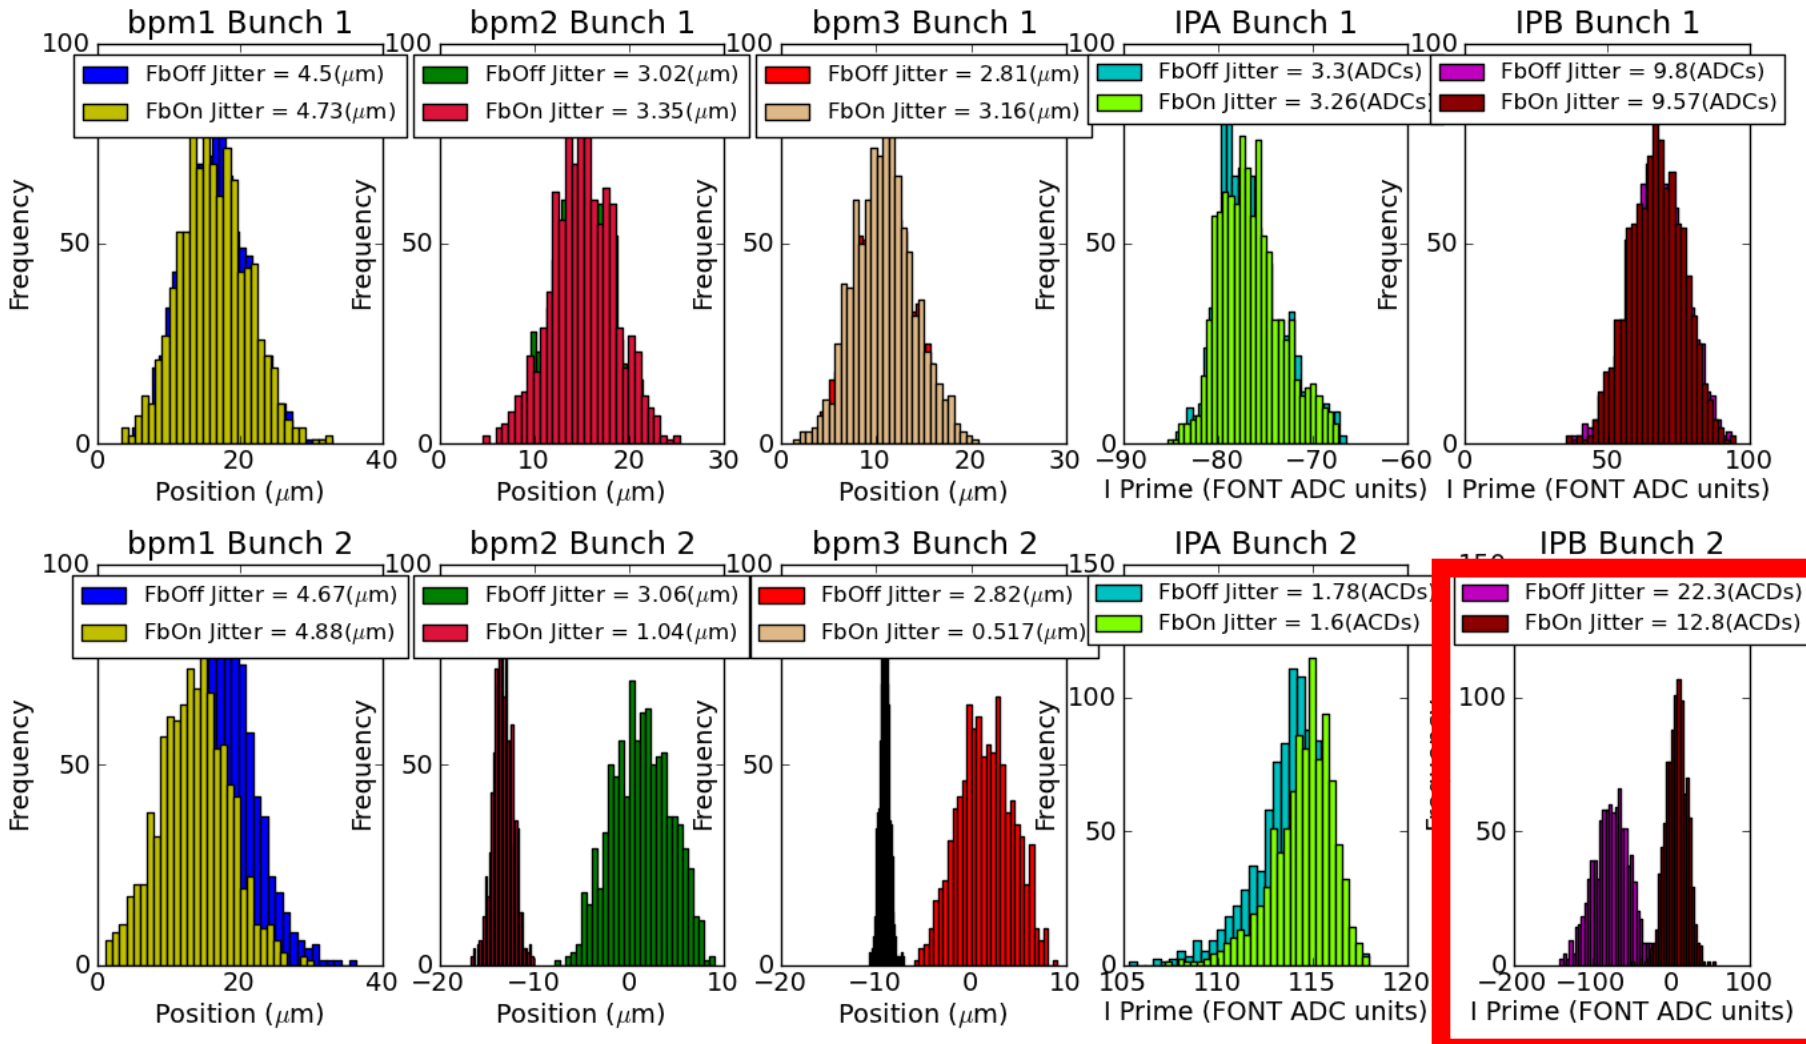 bpm1 Bunch 1
100
FbOff Jitter = 4.5(μm)
FbOn Jitter = 4.73(μm)
50
0
Frequency
0 20 40
Position (μm)
bpm2 Bunch 1
100
FbOff Jitter = 3.02(μm)
FbOn Jitter = 3.35(μm)
50
0
Frequency
0 10 20 30
Position (μm)
bpm3 Bunch 1
100
FbOff Jitter = 2.81(μm)
FbOn Jitter = 3.16(μm)
50
0
Frequency
0 10 20 30
Position (μm)
IPA Bunch 1
100
FbOff Jitter = 3.3(ADCs)
FbOn Jitter = 3.26(ADCs)
50
0
Frequency
−90 −80 −70 −60
I Prime (FONT ADC units)
IPB Bunch 1
100
FbOff Jitter = 9.8(ADCs)
FbOn Jitter = 9.57(ADCs)
50
0
Frequency
0 50 100
I Prime (FONT ADC units)
bpm1 Bunch 2
100
FbOff Jitter = 4.67(μm)
FbOn Jitter = 4.88(μm)
50
0
Frequency
0 20 40
Position (μm)
bpm2 Bunch 2
100
FbOff Jitter = 3.06(μm)
FbOn Jitter = 1.04(μm)
50
0
Frequency
−20 −10 0 10
Position (μm)
bpm3 Bunch 2
100
FbOff Jitter = 2.82(μm)
FbOn Jitter = 0.517(μm)
50
0
Frequency
−20 −10 0 10
Position (μm)
IPA Bunch 2
150
FbOff Jitter = 1.78(ACDs)
FbOn Jitter = 1.6(ACDs)
100
50
0
Frequency
105 110 115 120
I Prime (FONT ADC units)
IPB Bunch 2
150
FbOff Jitter = 22.3(ACDs)
FbOn Jitter = 12.8(ACDs)
100
50
0
Frequency
−200 −100 0 100
I Prime (FONT ADC units)